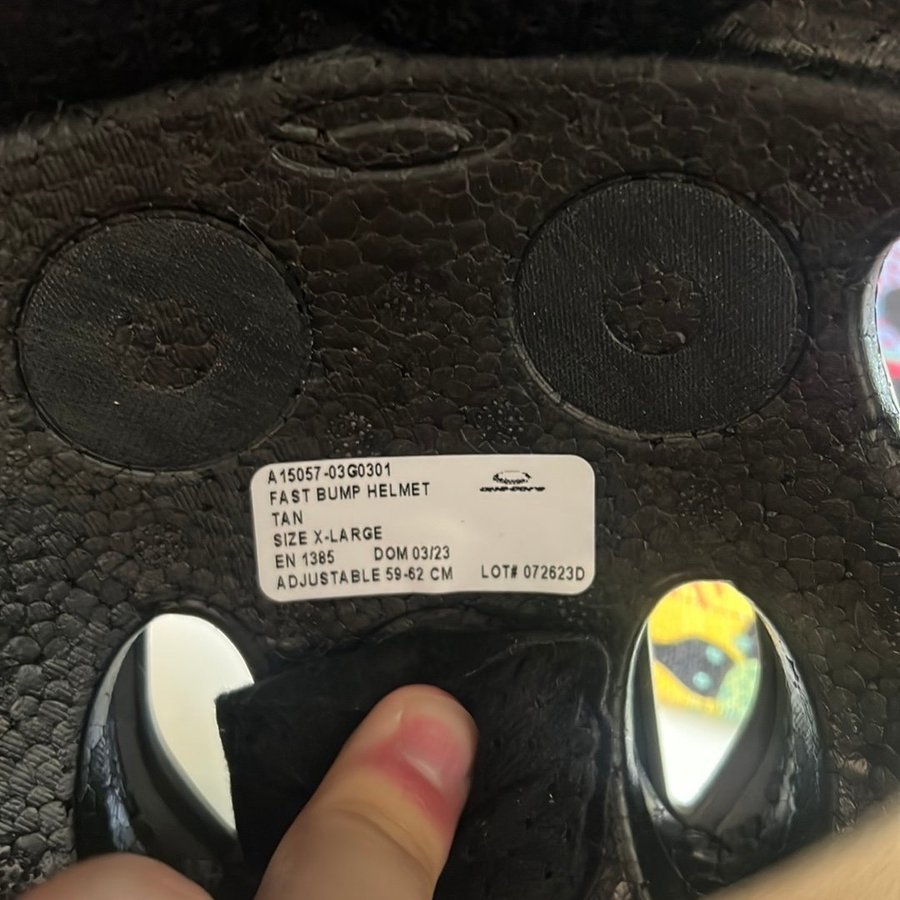 A15057-03G0301
FAST BUMP HELMET
TAN
SIZE X-LARGE
EN 1385 DOM 03/23
ADJUSTABLE 59-62 CM LOT# 072623D